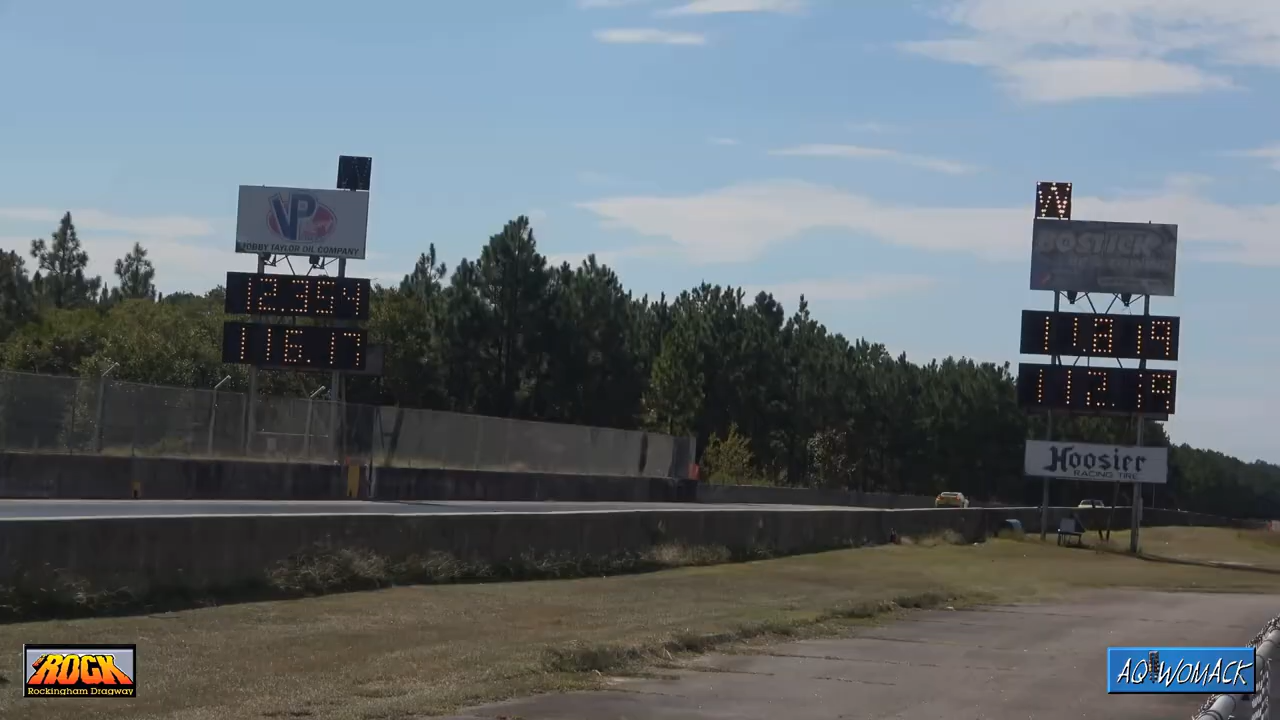 VP
JOBBY TAYLOR OIL COMPANY
12.354
116.17
W
BOSTICK
11.819
112.19
Hoosier
RACING TIRE
ROCK
Rockingham Dragway
AQ WOMACK